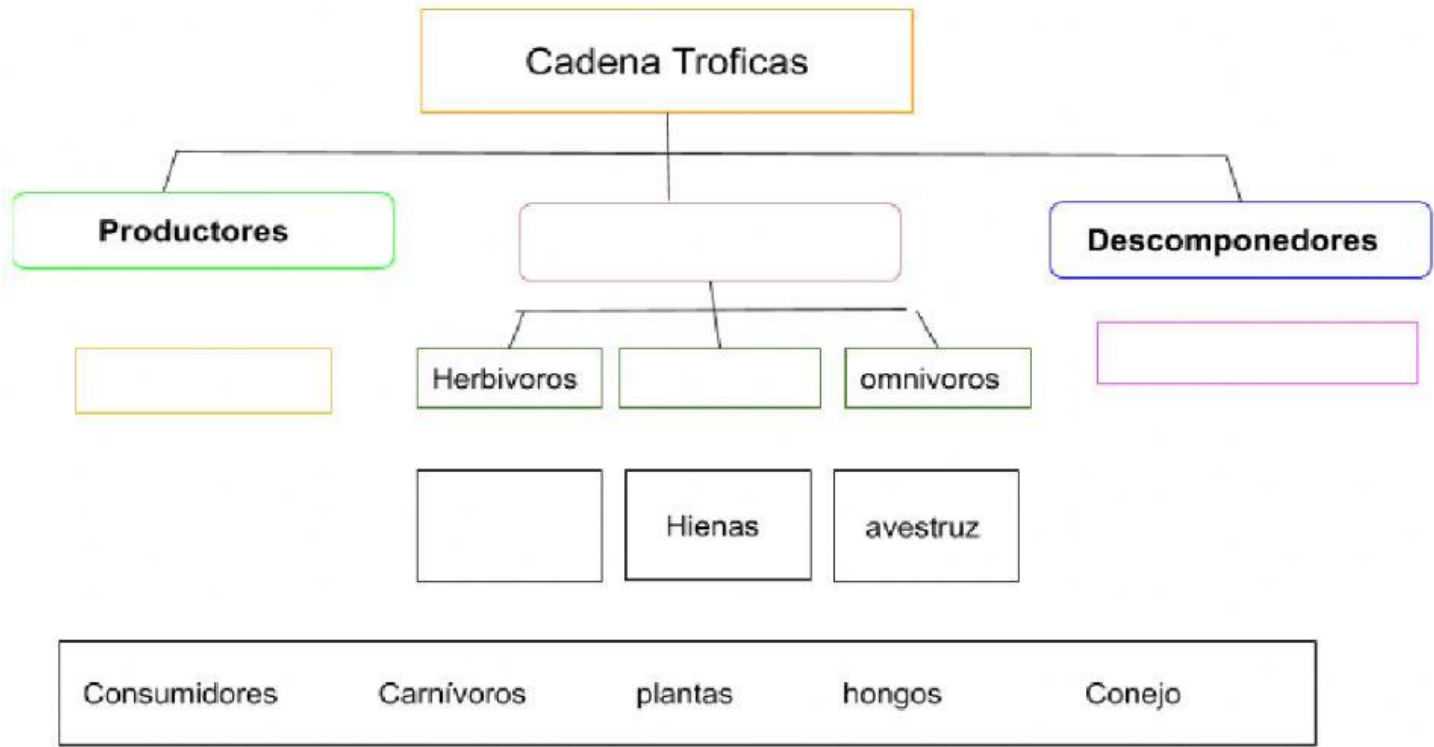 Cadena Troficas
Productores
Descomponedores
Herbivoros
omnivoros
Hienas
avestruz
Consumidores Carnívoros plantas hongos Conejo